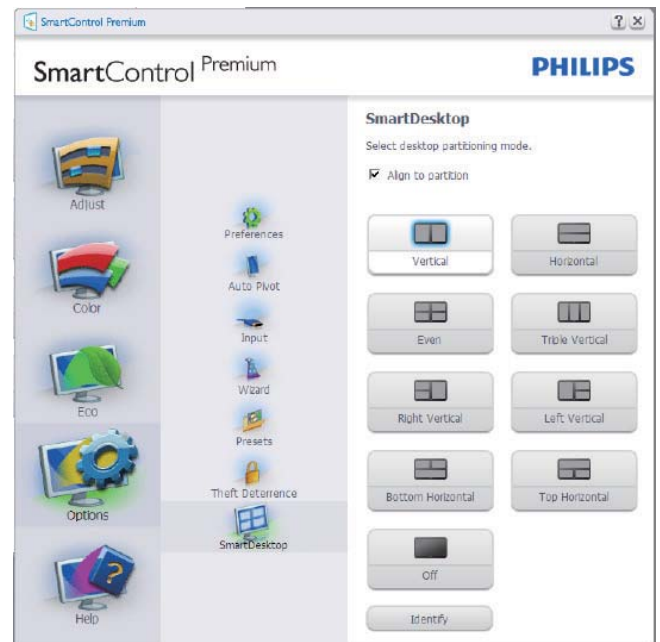 SmartControl Premium
SmartControl Premium
PHILIPS
Adjust
Color
Eco
Options
Help
Preferences
Auto Pivot
Input
Wizard
Presets
Theft Deterrence
SmartDesktop
SmartDesktop
Select desktop partitioning mode.
Align to partition
Vertical
Horizontal
Even
Triple Vertical
Right Vertical
Left Vertical
Bottom Horizontal
Top Horizontal
Off
Identify